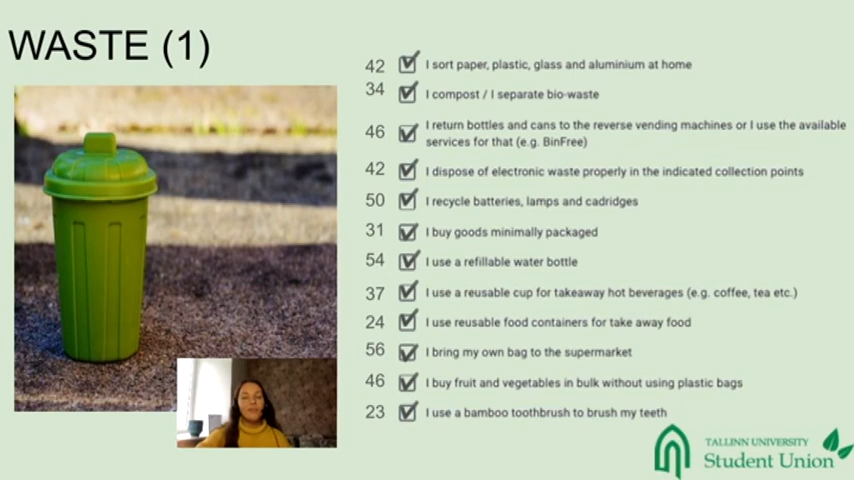 WASTE (1)
42 I sort paper, plastic, glass and aluminium at home
34 I compost / I separate bio-waste
46 I return bottles and cans to the reverse vending machines or I use the available
services for that (e.g. BinFree)
42 I dispose of electronic waste properly in the indicated collection points
50 I recycle batteries, lamps and cadridges
31 I buy goods minimally packaged
54 I use a refillable water bottle
37 I use a reusable cup for takeaway hot beverages (e.g. coffee, tea etc.)
24 I use reusable food containers for take away food
56 I bring my own bag to the supermarket
46 I buy fruit and vegetables in bulk without using plastic bags
23 I use a bamboo toothbrush to brush my teeth
TALLINN UNIVERSITY
Student Union